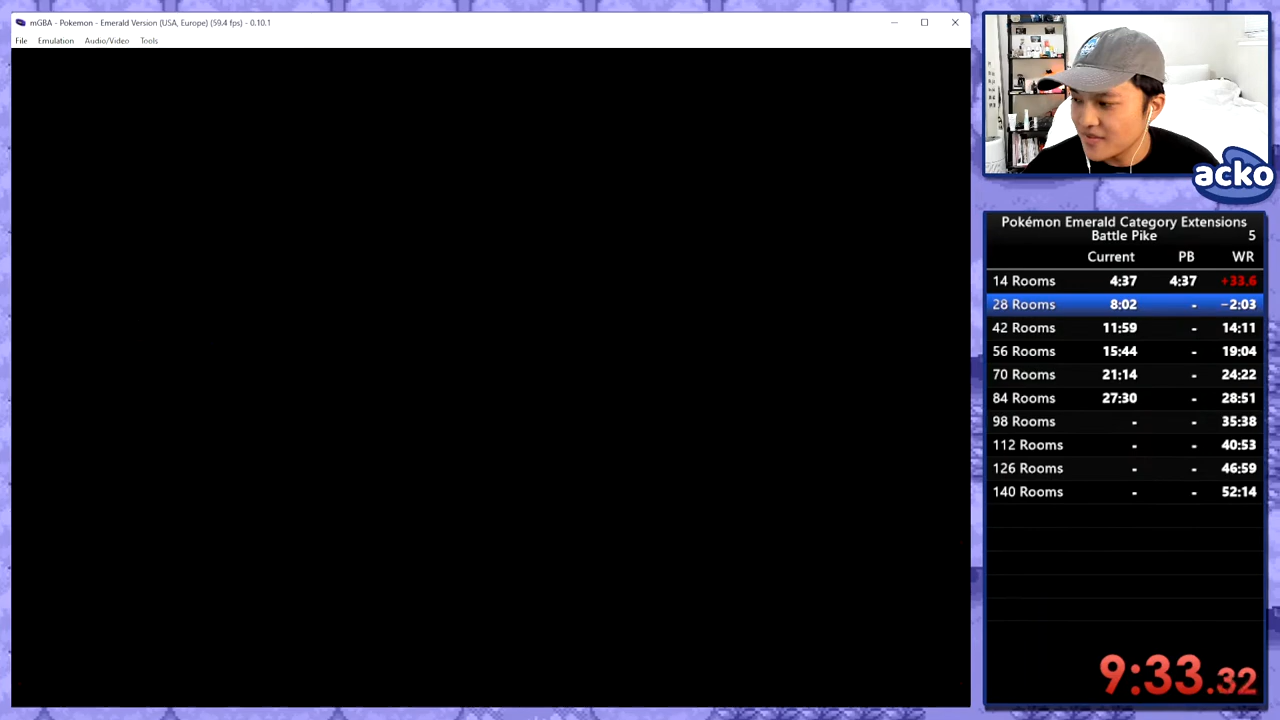 mGBA - Pokemon - Emerald Version (USA, Europe) (59.4 fps) - 0.10.1
File Emulation Audio/Video Tools
acko
Pokémon Emerald Category Extensions
Battle Pike 5
Current PB WR
14 Rooms 4:37 4:37 +33.6
28 Rooms 8:02 - −2:03
42 Rooms 11:59 - 14:11
56 Rooms 15:44 - 19:04
70 Rooms 21:14 - 24:22
84 Rooms 27:30 - 28:51
98 Rooms - - 35:38
112 Rooms - - 40:53
126 Rooms - - 46:59
140 Rooms - - 52:14
9:33.32